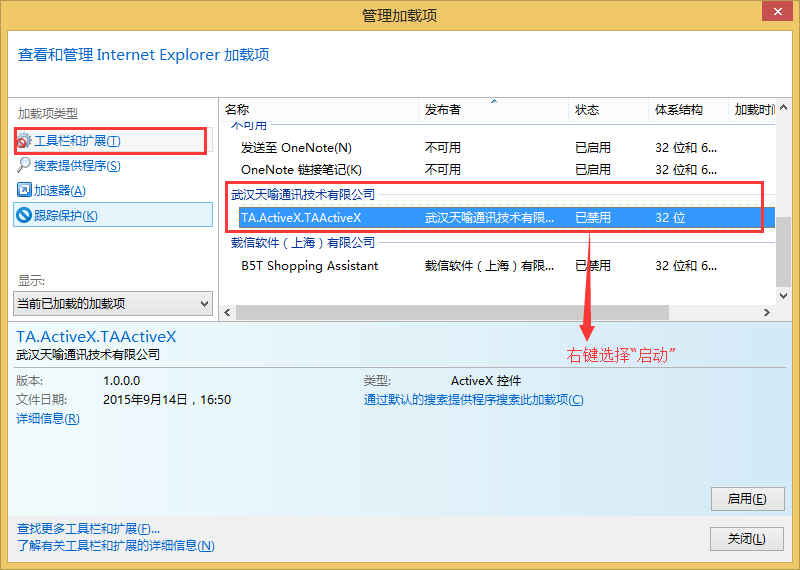 管理加载项
查看和管理 Internet Explorer 加载项
加载项类型
工具栏和扩展(T)
搜索提供程序(S)
加速器(A)
跟踪保护(K)
显示:
当前已加载的加载项
名称 发布者 状态 体系结构 加载时间
不可用
发送至 OneNote(N) 不可用 已启用 32 位和 6...
OneNote 链接笔记(K) 不可用 已启用 32 位和 6...
武汉天喻通讯技术有限公司
TA.ActiveX.TAActiveX 武汉天喻通讯技术有限... 已禁用 32 位
载信软件（上海）有限公司
B5T Shopping Assistant 载信软件（上海）有限... 已禁用 32 位和 6...
右键选择“启动”
TA.ActiveX.TAActiveX
武汉天喻通讯技术有限公司
版本: 1.0.0.0 类型: ActiveX 控件
文件日期: 2015年9月14日，16:50 通过默认的搜索提供程序搜索此加载项(C)
详细信息(R)
启用(E)
查找更多工具栏和扩展(F)...
了解有关工具栏和扩展的详细信息(N)
关闭(L)